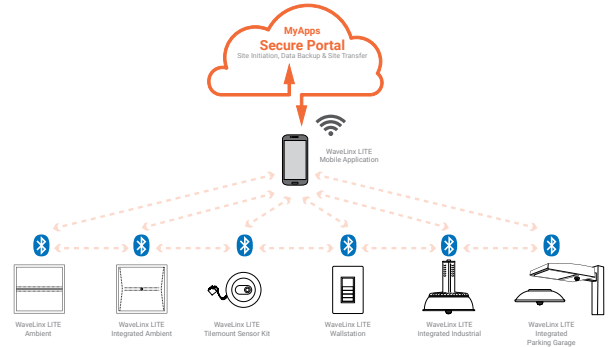 MyApps
Secure Portal
Site Initiation, Data Backup & Site Transfer
WaveLinx LITE
Mobile Application
WaveLinx LITE
Ambient
WaveLinx LITE
Integrated Ambient
WaveLinx LITE
Tilemount Sensor Kit
WaveLinx LITE
Wallstation
WaveLinx LITE
Integrated Industrial
WaveLinx LITE
Integrated
Parking Garage